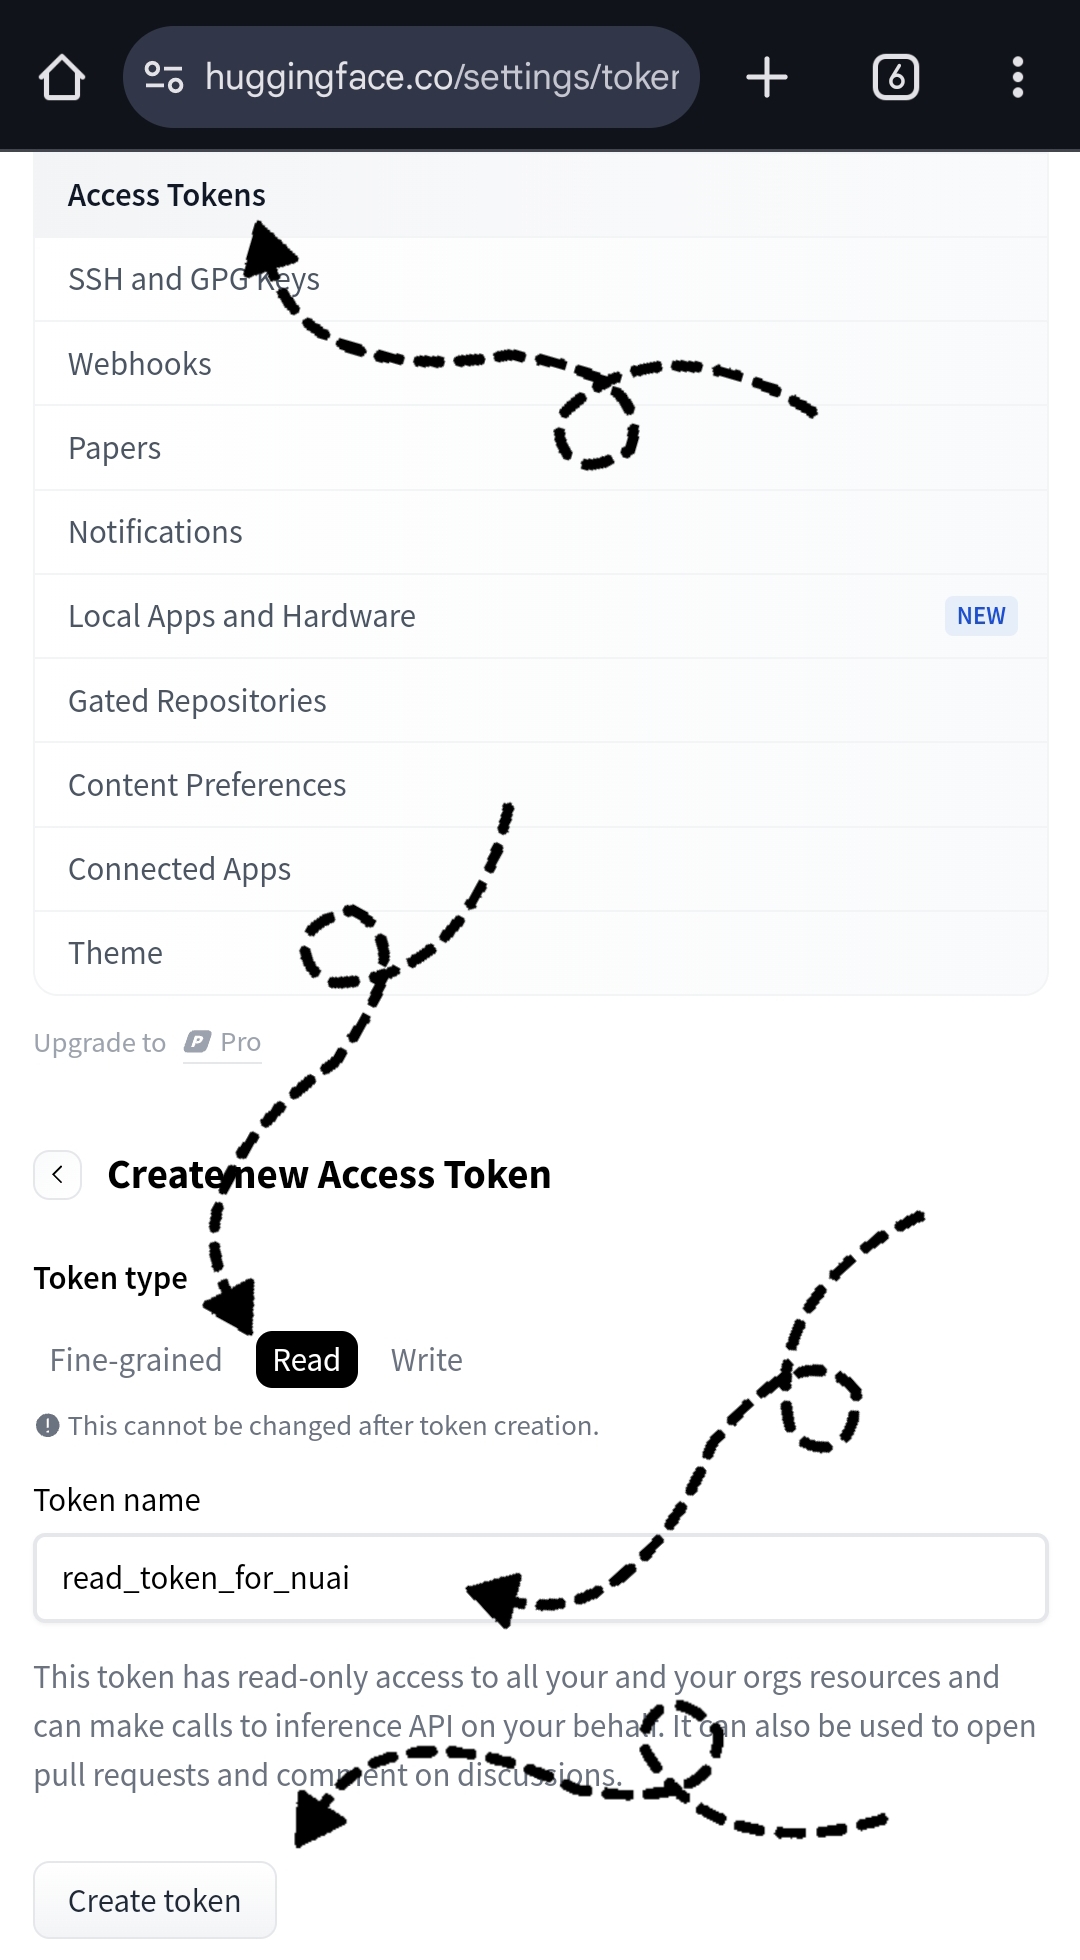 huggingface.co/settings/toker
6
Access Tokens
SSH and GPG Keys
Webhooks
Papers
Notifications
Local Apps and Hardware NEW
Gated Repositories
Content Preferences
Connected Apps
Theme
Upgrade to P Pro
Create new Access Token
Token type
Fine-grained Read Write
This cannot be changed after token creation.
Token name
read_token_for_nuai
This token has read-only access to all your and your orgs resources and
can make calls to inference API on your behalf. It can also be used to open
pull requests and comment on discussions.
Create token